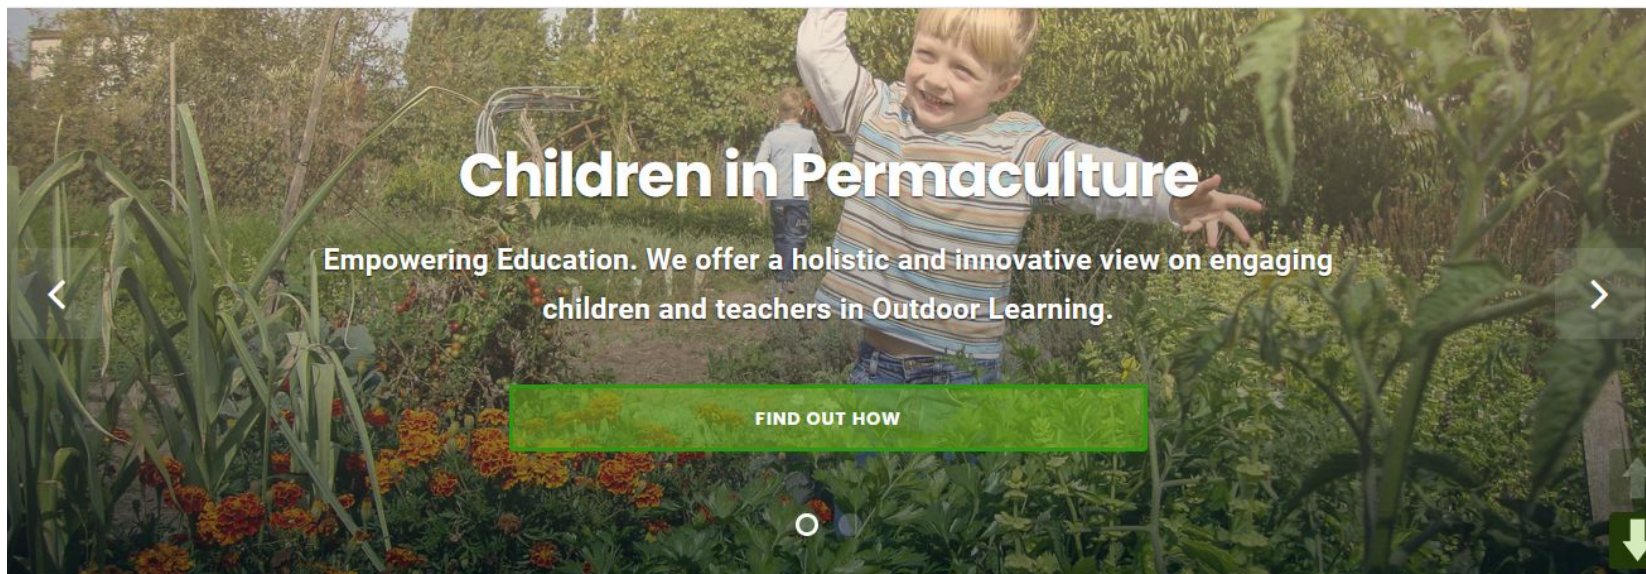 Children in Permaculture
Empowering Education. We offer a holistic and innovative view on engaging
children and teachers in Outdoor Learning.
FIND OUT HOW